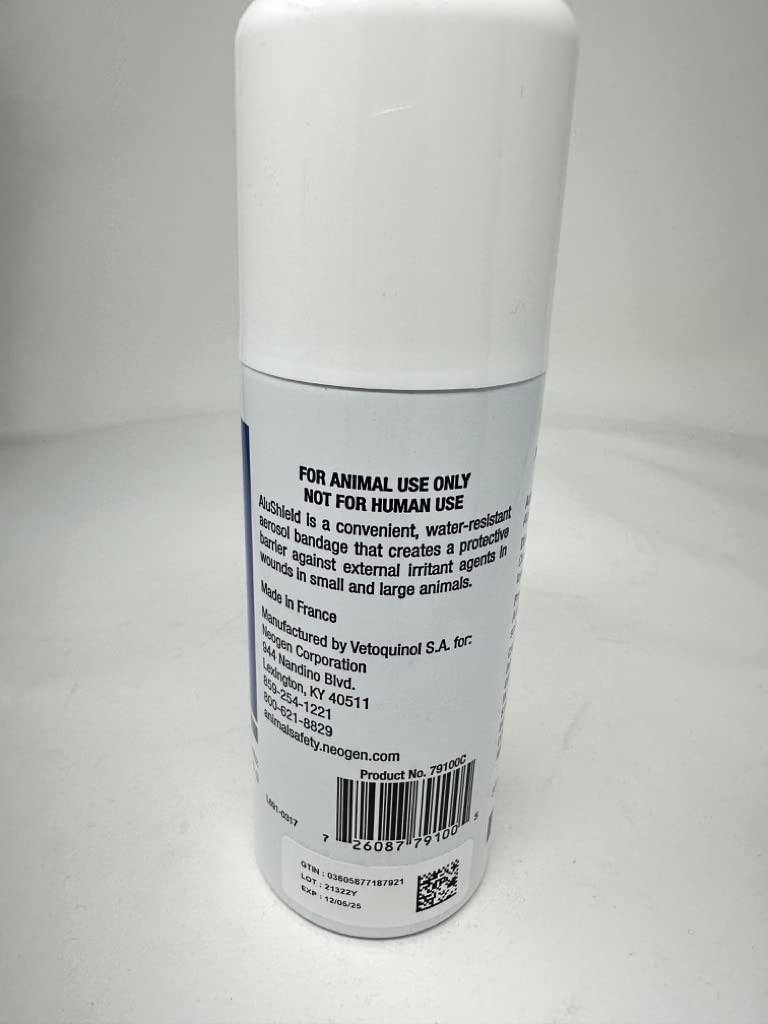 FOR ANIMAL USE ONLY
NOT FOR HUMAN USE
AluShield is a convenient, water-resistant
aerosol bandage that creates a protective
barrier against external irritant agents in
wounds in small and large animals.
Made in France
Manufactured by Vetoquinol S.A. for:
Neogen Corporation
944 Nandino Blvd.
Lexington, KY 40511
859-254-1221
800-621-8829
animalsafety.neogen.com
Product No. 79100C
L691-0317
7 26087 79100 5
GTIN : 03605877187921
LOT : 21322Y
EXP : 12/05/25